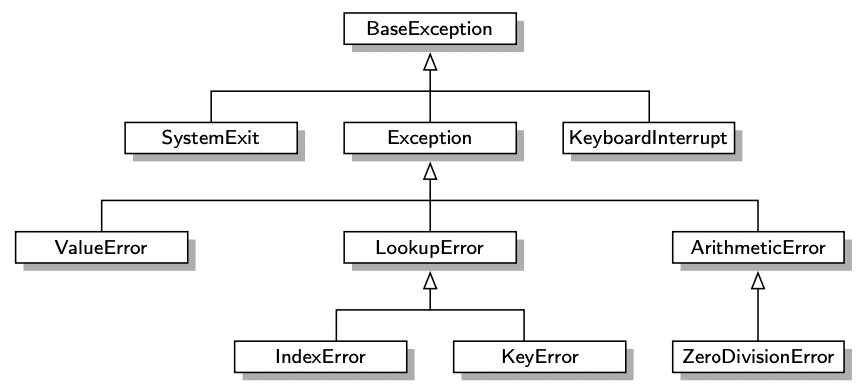 BaseException
SystemExit
Exception
KeyboardInterrupt
ValueError
LookupError
ArithmeticError
IndexError
KeyError
ZeroDivisionError